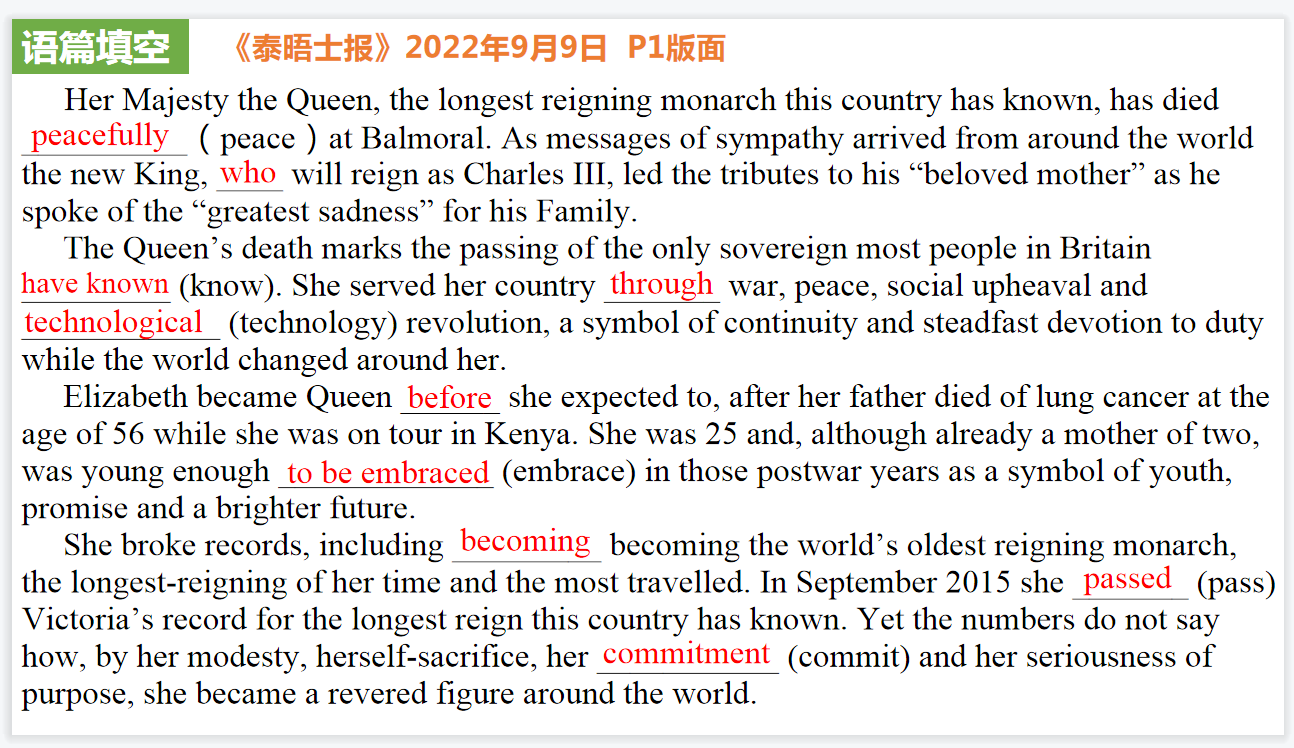 语篇填空 《泰晤士报》2022年9月9日 P1版面
Her Majesty the Queen, the longest reigning monarch this country has known, has died
peacefully （peace）at Balmoral. As messages of sympathy arrived from around the world
the new King, who will reign as Charles III, led the tributes to his “beloved mother” as he
spoke of the “greatest sadness” for his Family.
The Queen’s death marks the passing of the only sovereign most people in Britain
have known (know). She served her country through war, peace, social upheaval and
technological (technology) revolution, a symbol of continuity and steadfast devotion to duty
while the world changed around her.
Elizabeth became Queen before she expected to, after her father died of lung cancer at the
age of 56 while she was on tour in Kenya. She was 25 and, although already a mother of two,
was young enough to be embraced (embrace) in those postwar years as a symbol of youth,
promise and a brighter future.
She broke records, including becoming becoming the world’s oldest reigning monarch,
the longest-reigning of her time and the most travelled. In September 2015 she passed (pass)
Victoria’s record for the longest reign this country has known. Yet the numbers do not say
how, by her modesty, herself-sacrifice, her commitment (commit) and her seriousness of
purpose, she became a revered figure around the world.